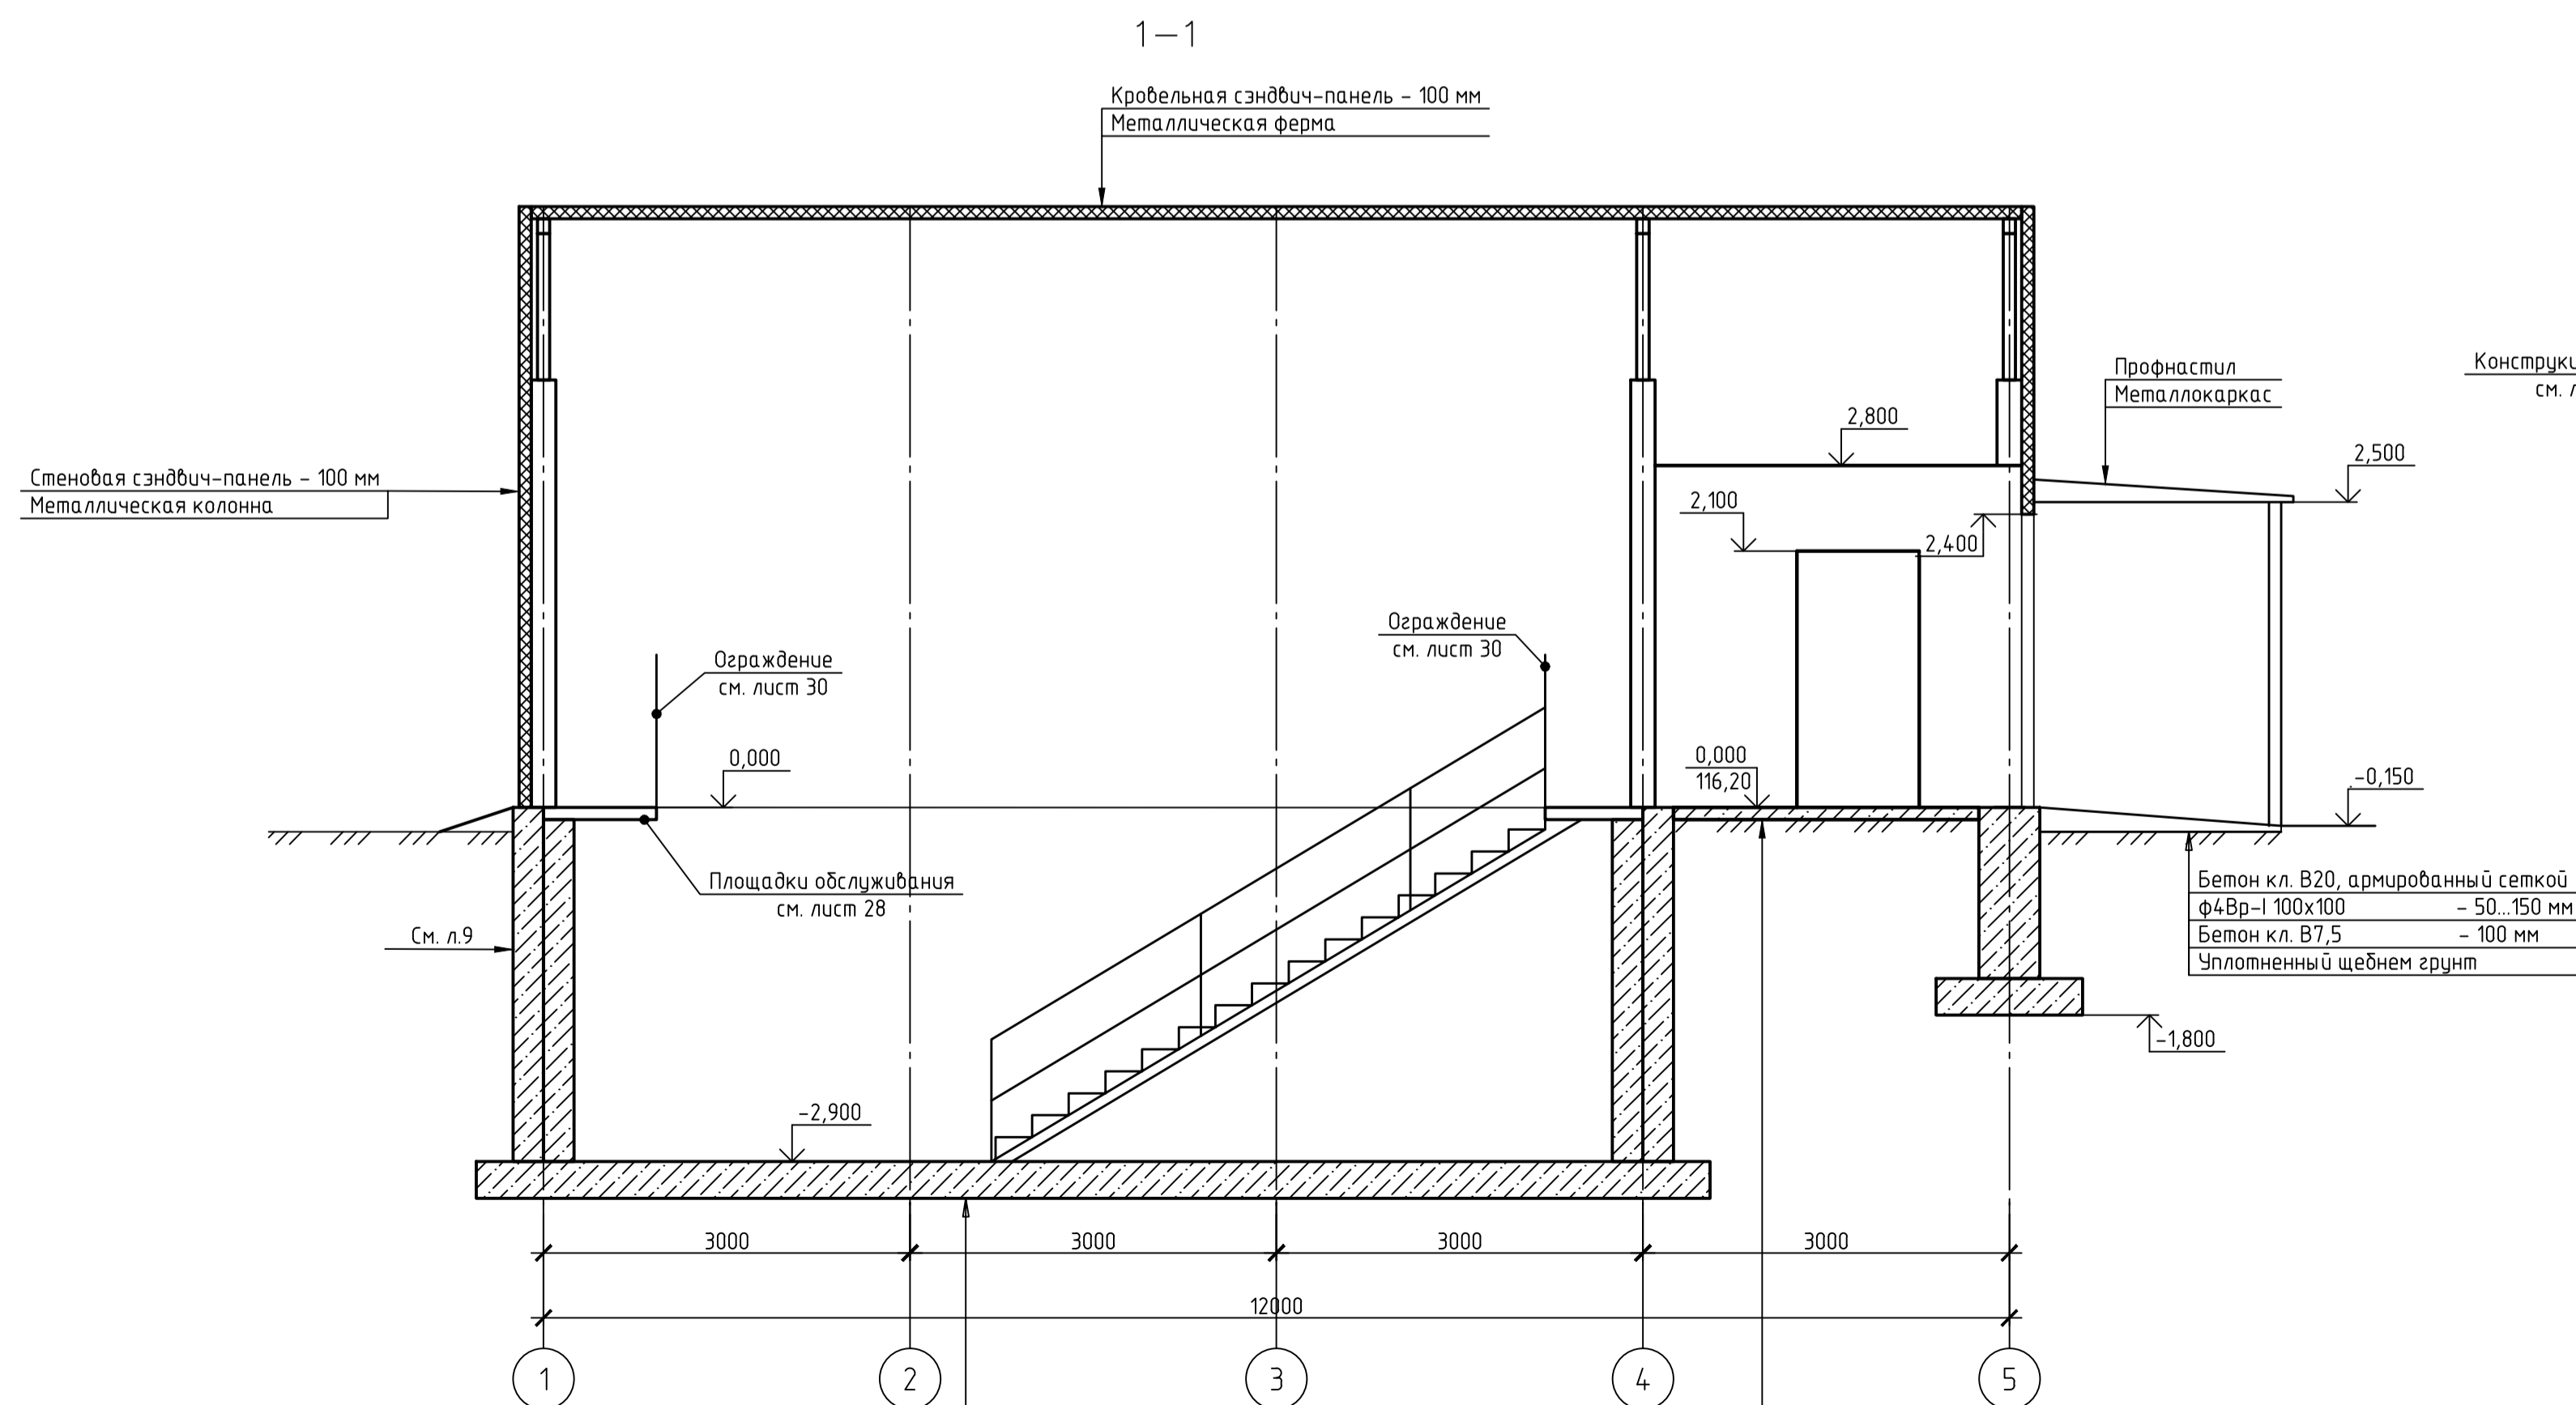 1–1
Кровельная сэндвич-панель - 100 мм
Металлическая ферма
Профнастил
Металлокаркас
см.
2,800
2,500
Стеновая сэндвич-панель - 100 мм
Металлическая колонна
2,100
2,400
Ограждение
см. лист 30
Ограждение
см. лист 30
0,000
0,000
116,20
-0,150
Площадки обслуживания
см. лист 28
Бетон кл. В20, армированный сеткой
ф4Вр-I 100х100 - 50...150 мм
Бетон кл. В7,5 - 100 мм
Уплотненный щебнем грунт
См. л.9
-1,800
-2,900
3000
3000
3000
3000
12000
1
2
3
4
5